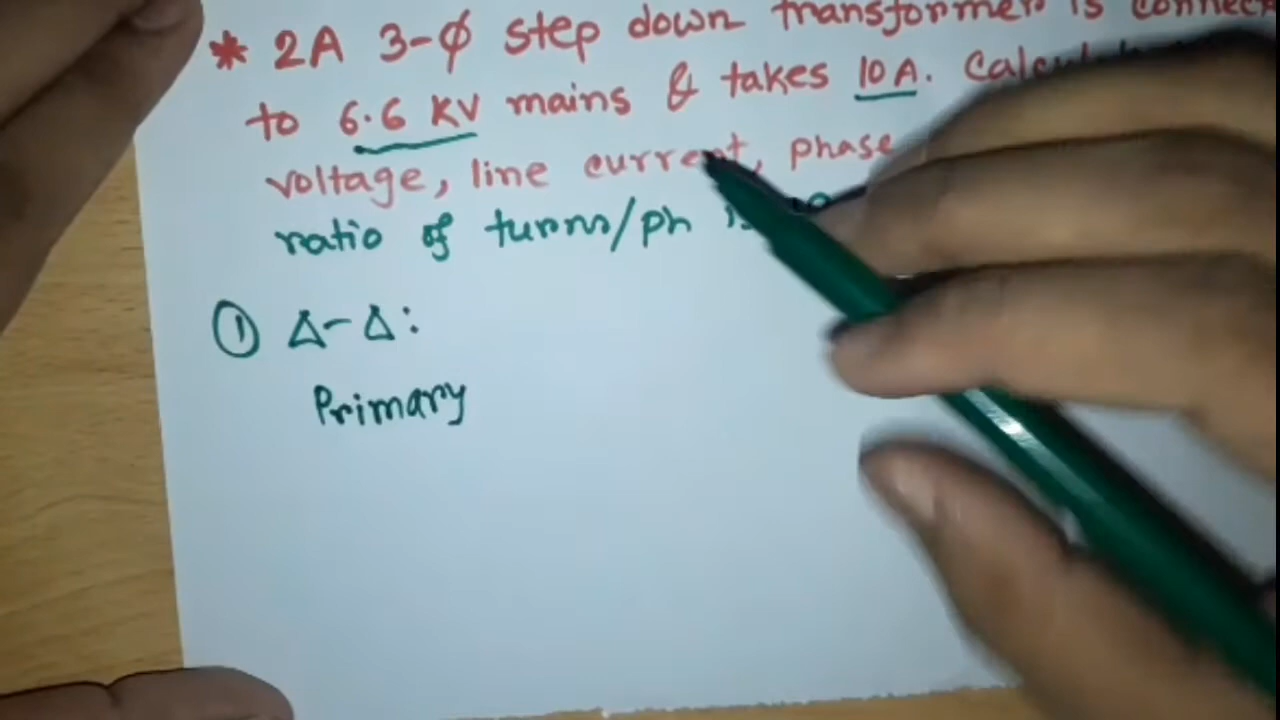 * 2A 3-ϕ step down transformer is
to 6.6 KV mains & takes 10A.
voltage, line current, phase
ratio of turns/ph
① Δ-Δ:
Primary